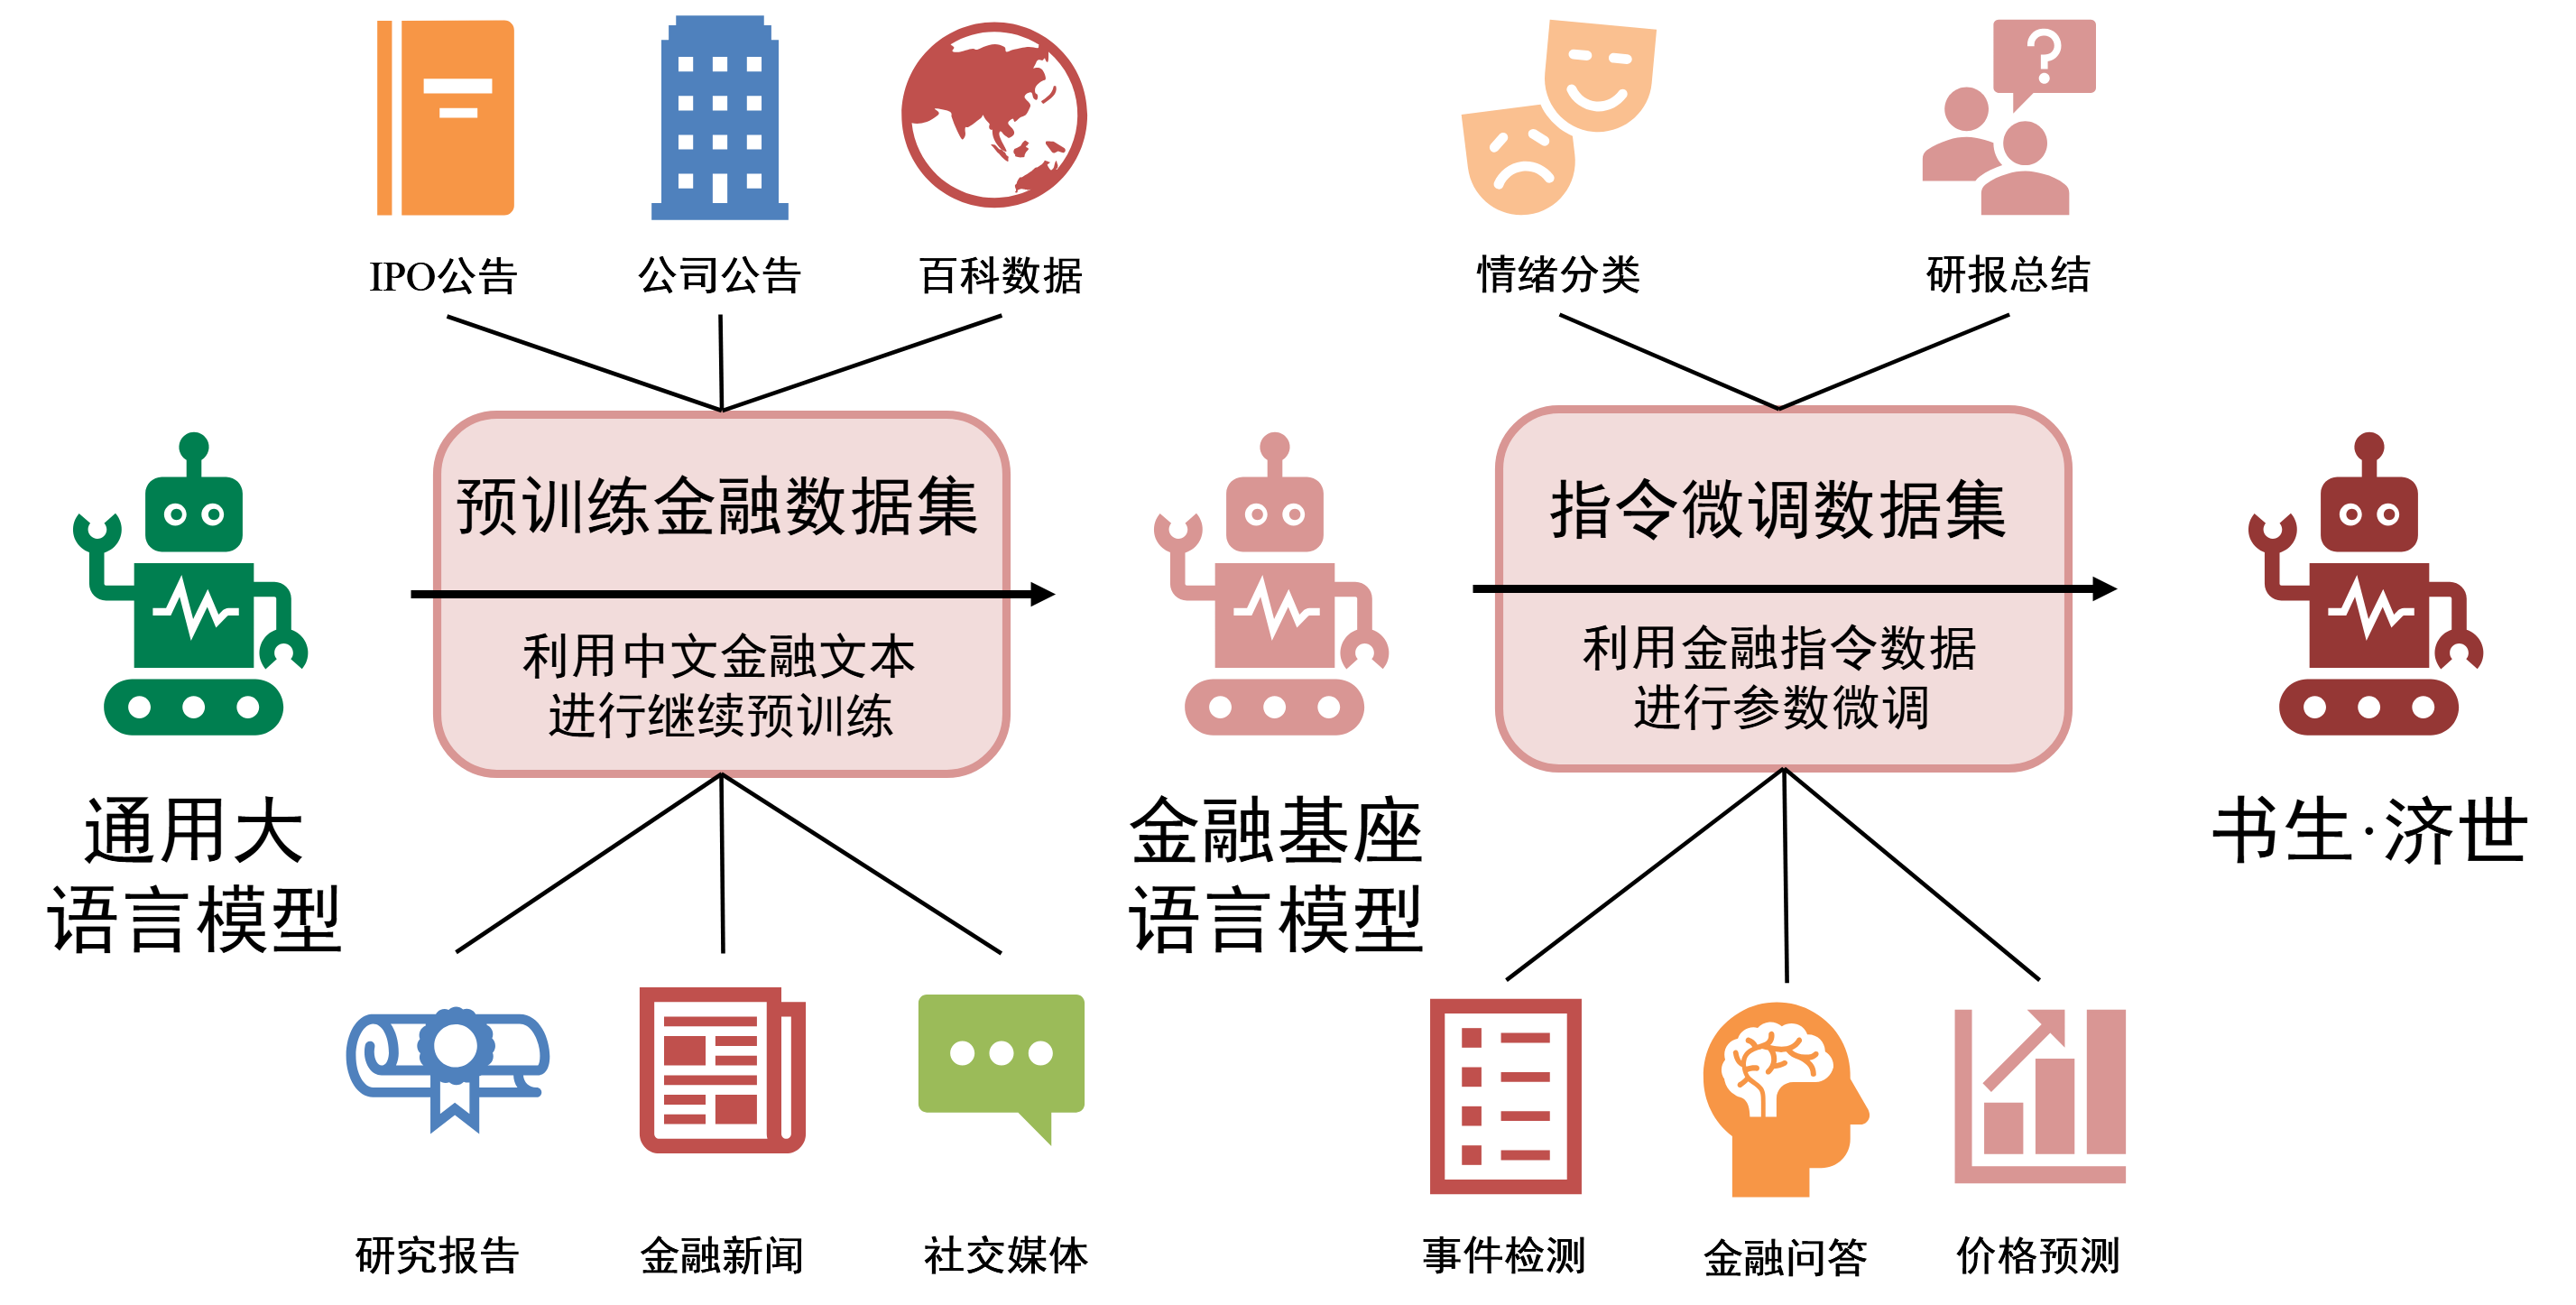 IPO公告
公司公告
百科数据
情绪分类
研报总结
预训练金融数据集
利用中文金融文本
进行继续预训练
指令微调数据集
利用金融指令数据
进行参数微调
通用大
语言模型
金融基座
语言模型
书生·济世
研究报告
金融新闻
社交媒体
事件检测
金融问答
价格预测